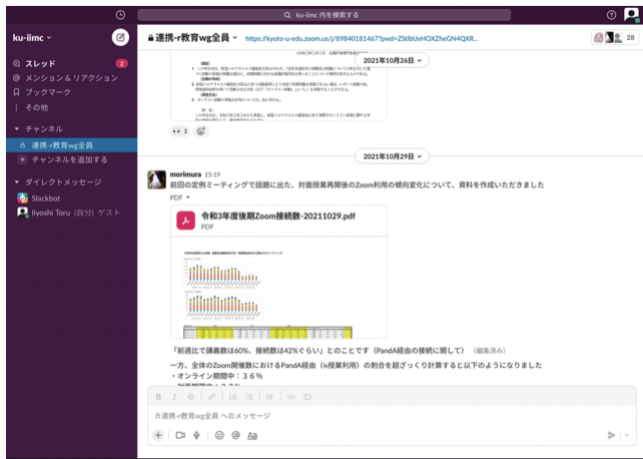 ku-iimc 内を検索する
ku-iimc
連携-r教育wg全員
https://kyoto-u-edu.zoom.us/j/89840181467?pwd=
28
スレッド
2
メンション & リアクション
ブックマーク
その他
チャンネル
連携-r教育wg全員
チャンネルを追加する
ダイレクトメッセージ
Slackbot
Iiyoshi Toru (自分) ゲスト
2021年10月26日
3
2021年10月29日
morimura 15:19
前回の定例ミーティングで話題に出た、対面授業再開後のZoom利用の傾向変化について、資料を作成いただきました
PDF
令和3年度後期Zoom接続数-20211029.pdf
PDF
「前週比で講義数は60%、接続数は42%ぐらい」とのことです（PandA経由の接続に関して）（編集済み）
一方、全体のZoom開催数におけるPandA経由（≒授業利用）の割合を超ざっくり計算すると以下のようになりました
・オンライン期間中：３６％
連携-r教育wg全員 へのメッセージ